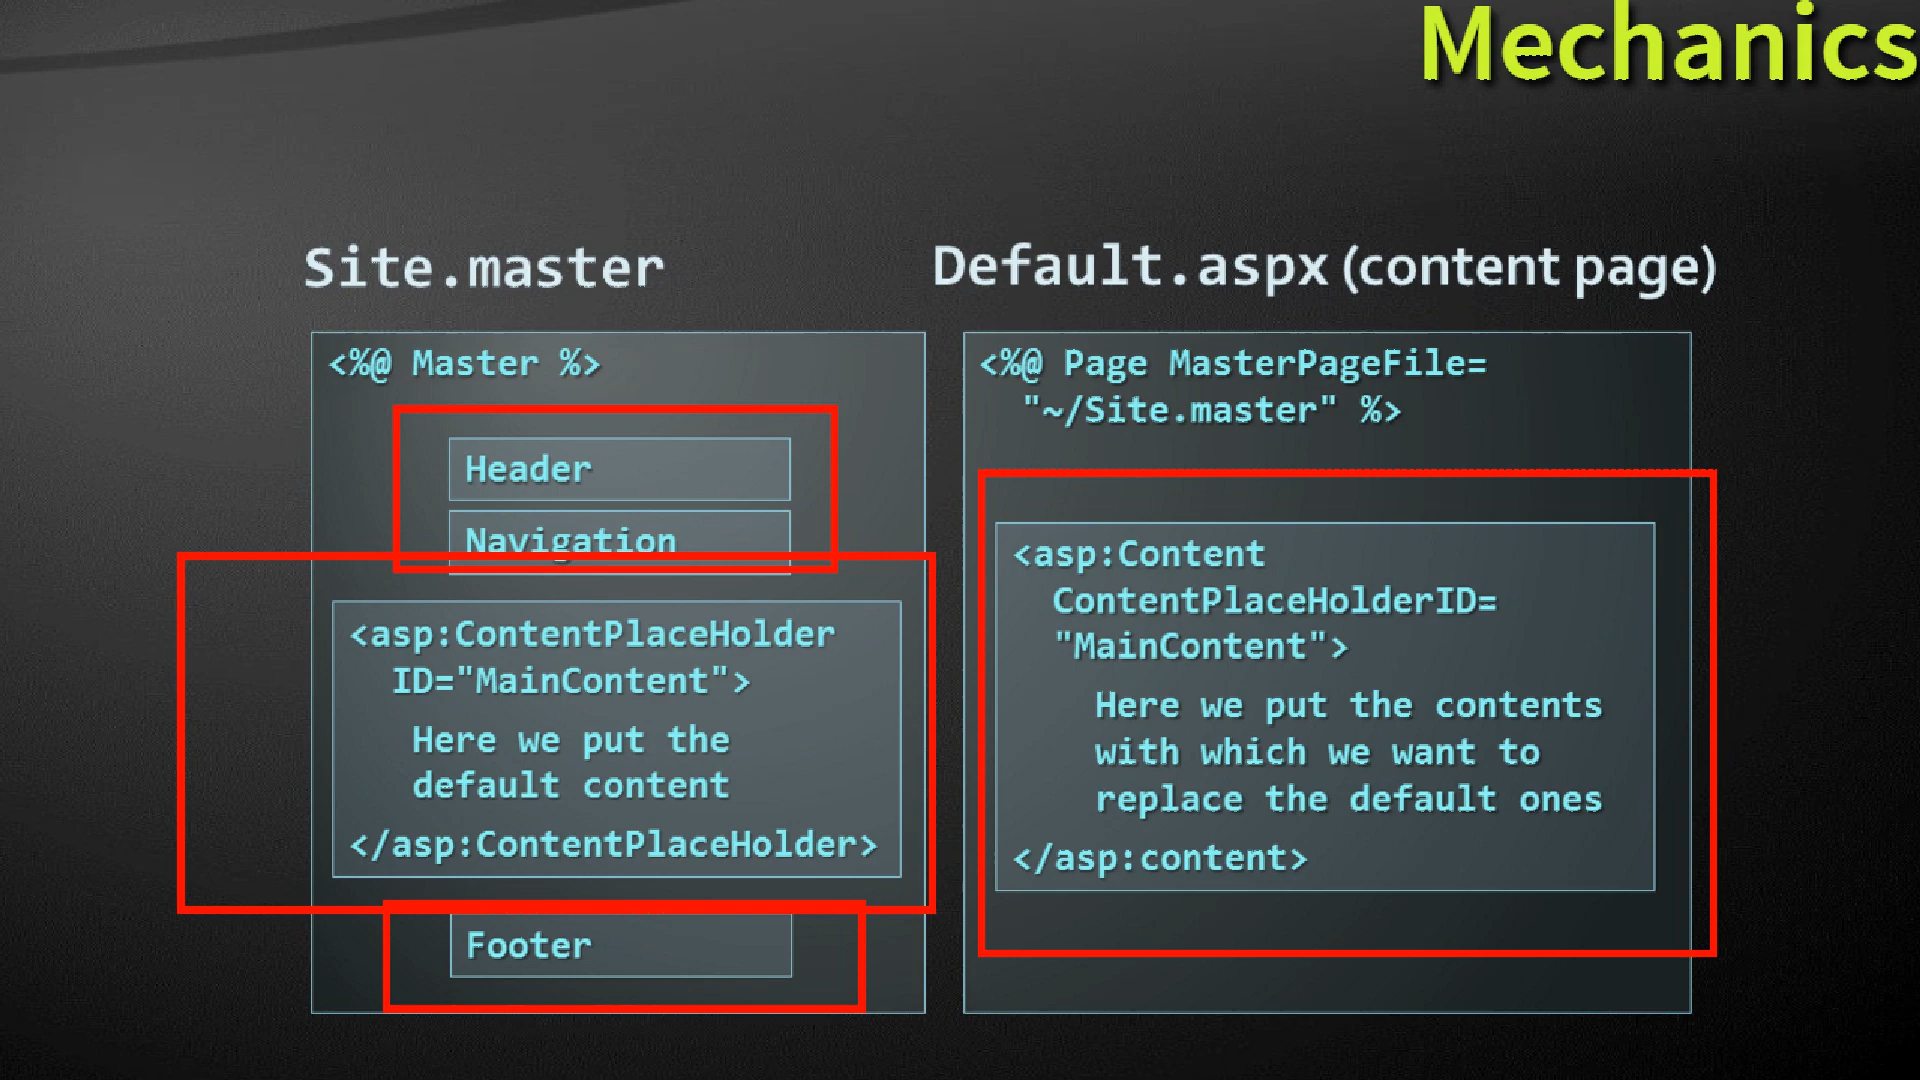 Mechanics
Site.master
<%@ Master %>
Header
Navigation
<asp:ContentPlaceHolder
ID="MainContent">
Here we put the
default content
</asp:ContentPlaceHolder>
Footer
Default.aspx (content page)
<%@ Page MasterPageFile=
"~/Site.master" %>
<asp:Content
ContentPlaceHolderID=
"MainContent">
Here we put the contents
with which we want to
replace the default ones
</asp:content>